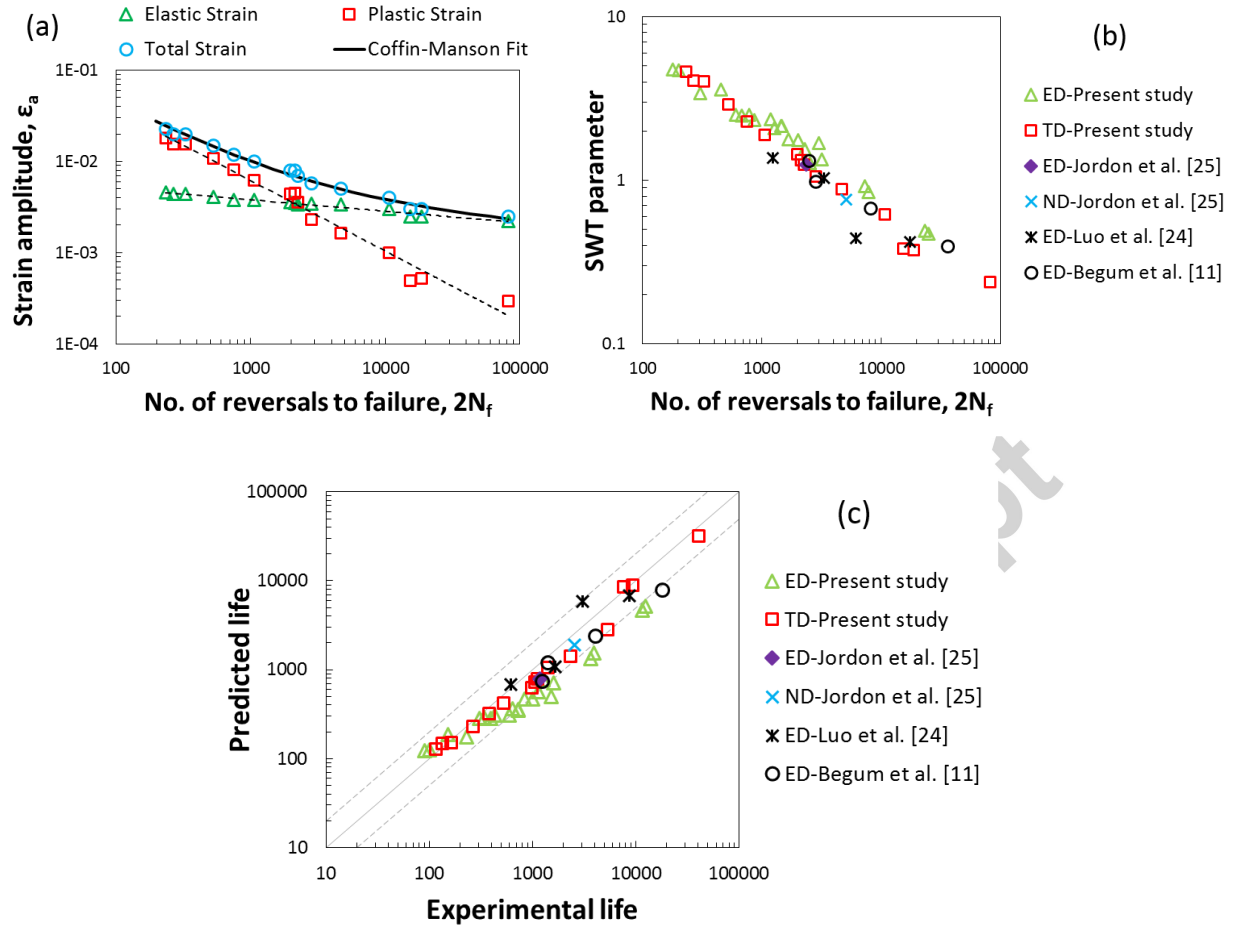 (a)
Elastic Strain
Plastic Strain
Total Strain
Coffin-Manson Fit
1E-01
1E-02
1E-03
1E-04
Strain amplitude, εₐ
100
1000
10000
100000
No. of reversals to failure, 2Nf
(b)
10
1
0.1
SWT parameter
100
1000
10000
100000
No. of reversals to failure, 2Nf
ED-Present study
TD-Present study
ED-Jordon et al. [25]
ND-Jordon et al. [25]
ED-Luo et al. [24]
ED-Begum et al. [11]
(c)
100000
10000
1000
100
10
Predicted life
10
100
1000
10000
100000
Experimental life
ED-Present study
TD-Present study
ED-Jordon et al. [25]
ND-Jordon et al. [25]
ED-Luo et al. [24]
ED-Begum et al. [11]
pt